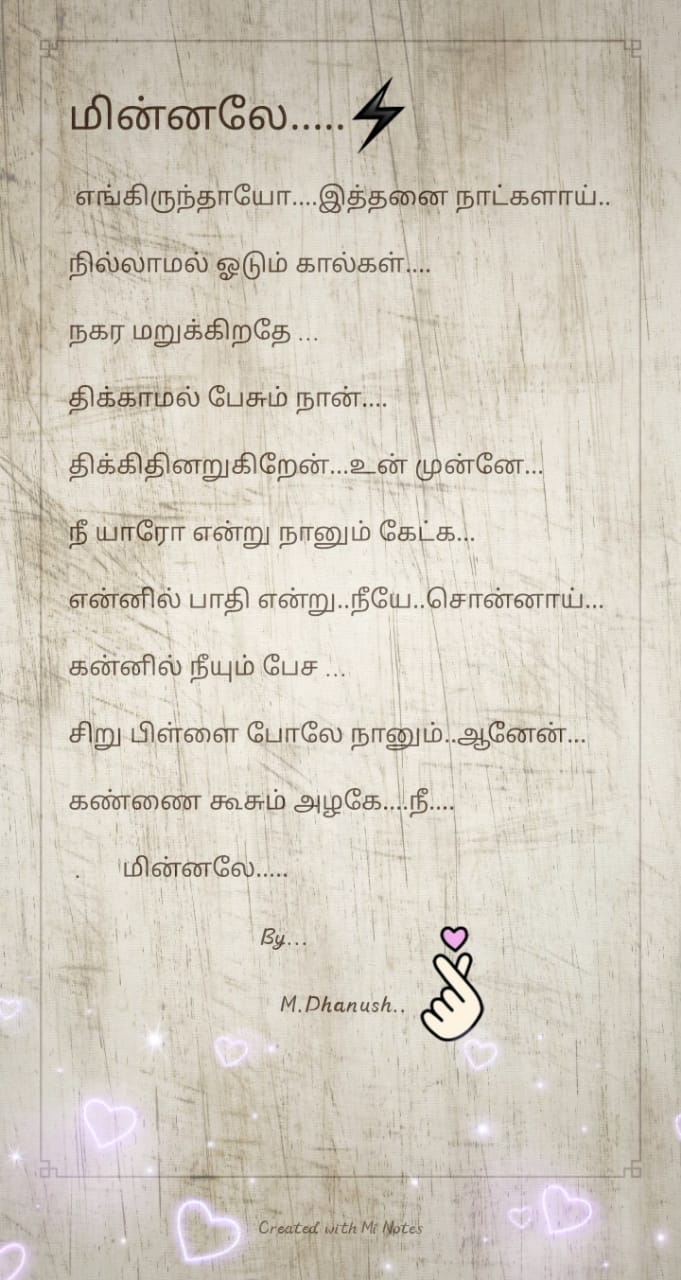 மின்னலே.....
எங்கிருந்தாயோ....இத்தனை நாட்களாய்..
நில்லாமல் ஓடும் கால்கள்....
நகர மறுக்கிறதே ...
திக்காமல் பேசும் நான்....
திக்கிதினறுகிறேன்...உன் முன்னே...
நீ யாரோ என்று நானும் கேட்க...
என்னில் பாதி என்று..நீயே..சொன்னாய்...
கன்னில் நீயும் பேச ...
சிறு பிள்ளை போலே நானும்..ஆனேன்...
கண்ணை கூசும் அழகே....நீ....
. மின்னலே.....
By...
M.Dhanush..
Created with Mi Notes